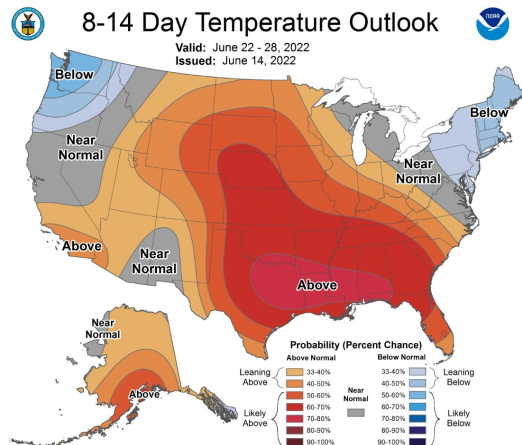 8-14 Day Temperature Outlook
NOAA
Valid: June 22 - 28, 2022
Issued: June 14, 2022
Below
Near
Normal
Above
Near
Normal
Above
Near
Normal
Below
Near
Normal
Above
Probability (Percent Chance)
Above Normal
Below Normal
Leaning
Above
33-40%
40-50%
Likely
Above
50-60%
60-70%
70-80%
80-90%
90-100%
Near
Normal
33-40%
40-50%
Leaning
Below
50-60%
60-70%
70-80%
80-90%
90-100%
Likely
Below